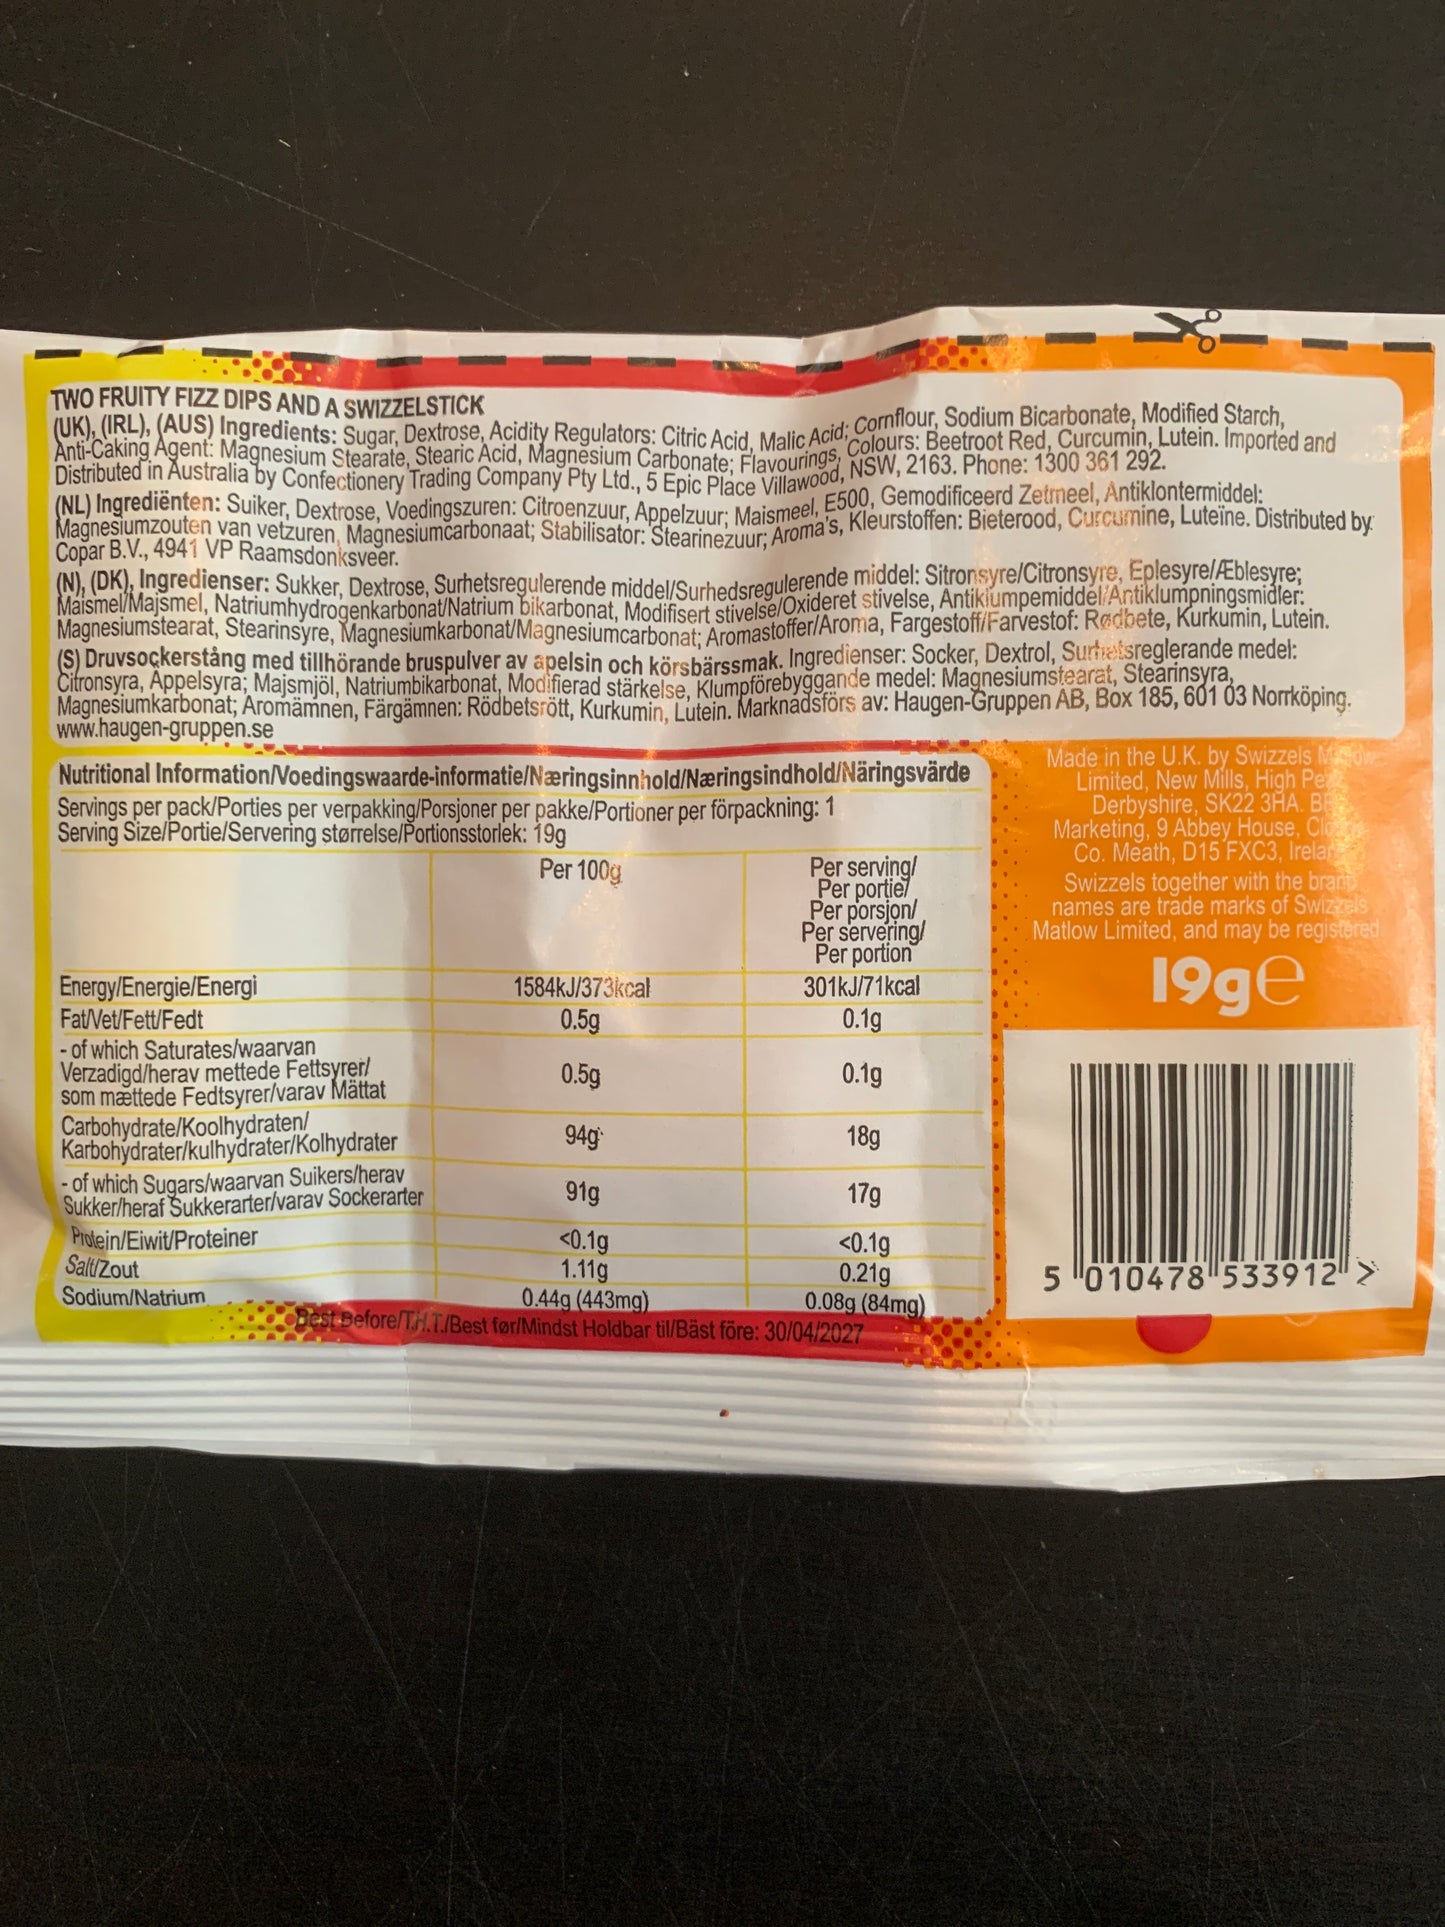 TWO FRUITY FIZZ DIPS AND A SWIZZELSTICK
(UK), (IRL), (AUS) Ingredients: Sugar, Dextrose, Acidity Regulators: Citric Acid, Malic Acid; Cornflour, Sodium Bicarbonate, Modified Starch,
Anti-Caking Agent: Magnesium Stearate, Stearic Acid, Magnesium Carbonate; Flavourings, Colours: Beetroot Red, Curcumin, Lutein. Imported and
Distributed in Australia by Confectionery Trading Company Pty Ltd., 5 Epic Place Villawood, NSW, 2163. Phone: 1300 361 292.
(NL) Ingrediënten: Suiker, Dextrose, Voedingszuren: Citroenzuur, Appelzuur; Maismeel, E500, Gemodificeerd Zetmeel, Antiklontermiddel:
Magnesiumzouten van vetzuren, Magnesiumcarbonaat; Stabilisator: Stearinezuur; Aroma's, Kleurstoffen: Bieterood, Curcumine, Luteïne. Distributed by
Copar B.V., 4941 VP Raamsdonksveer.
(N), (DK), Ingredienser: Sukker, Dextrose, Surhetsregulerende middel/Surhedsregulerende middel: Sitronsyre/Citronsyre, Eplesyre/Æblesyre;
Maismel/Majsmel, Natriumhydrogenkarbonat/Natrium bikarbonat, Modifisert stivelse/Oxideret stivelse, Antiklumpemiddel/Antiklumpningsmidler:
Magnesiumstearat, Stearinsyre, Magnesiumkarbonat/Magnesiumcarbonat; Aromastoffer/Aroma, Fargestoff/Farvestof: Rødbete, Kurkumin, Lutein.
(S) Druvsockerstång med tillhörande bruspulver av apelsin och körsbärssmak. Ingredienser: Socker, Dextrol, Surhetsreglerande medel:
Citronsyra, Appelsyra; Majsmjöl, Natriumbikarbonat, Modifierad stärkelse, Klumpförebyggande medel: Magnesiumstearat, Stearinsyra,
Magnesiumkarbonat; Aromämnen, Färgämnen: Rödbetsrött, Kurkumin, Lutein. Marknadsförs av: Haugen-Gruppen AB, Box 185, 601 03 Norrköping.
www.haugen-gruppen.se
Nutritional Information/Voedingswaarde-informatie/Næringsinnhold/Næringsindhold/Näringsvärde
Servings per pack/Porties per verpakking/Porsjoner per pakke/Portioner per förpackning: 1
Serving Size/Portie/Servering størrelse/Portionsstorlek: 19g
Per 100g
Per serving/
Per portie/
Per porsjon/
Per servering/
Per portion
Energy/Energie/Energi 1584kJ/373kcal 301kJ/71kcal
Fat/Vet/Fett/Fedt 0.5g 0.1g
- of which Saturates/waarvan
Verzadigd/herav mettede Fettsyrer/ 0.5g 0.1g
som mættede Fedtsyrer/varav Mättat
Carbohydrate/Koolhydraten/
Karbohydrater/kulhydrater/Kolhydrater 94g 18g
- of which Sugars/waarvan Suikers/herav
Sukker/heraf Sukkerarter/varav Sockerarter 91g 17g
Protein/Eiwit/Proteiner <0.1g <0.1g
Salt/Zout 1.11g 0.21g
Sodium/Natrium 0.44g (443mg) 0.08g (84mg)
Best Before/T.H.T./Best før/Mindst Holdbar til/Bäst före: 30/04/2027
Made in the U.K. by Swizzels
Limited, New Mills, High
Derbyshire, SK22 3HA.
Marketing, 9 Abbey House,
Co. Meath, D15 FXC3,
Swizzels together with the brand
names are trade marks of Swizzels
Matlow Limited, and may be registered
19g℮
5 010478 533912 >